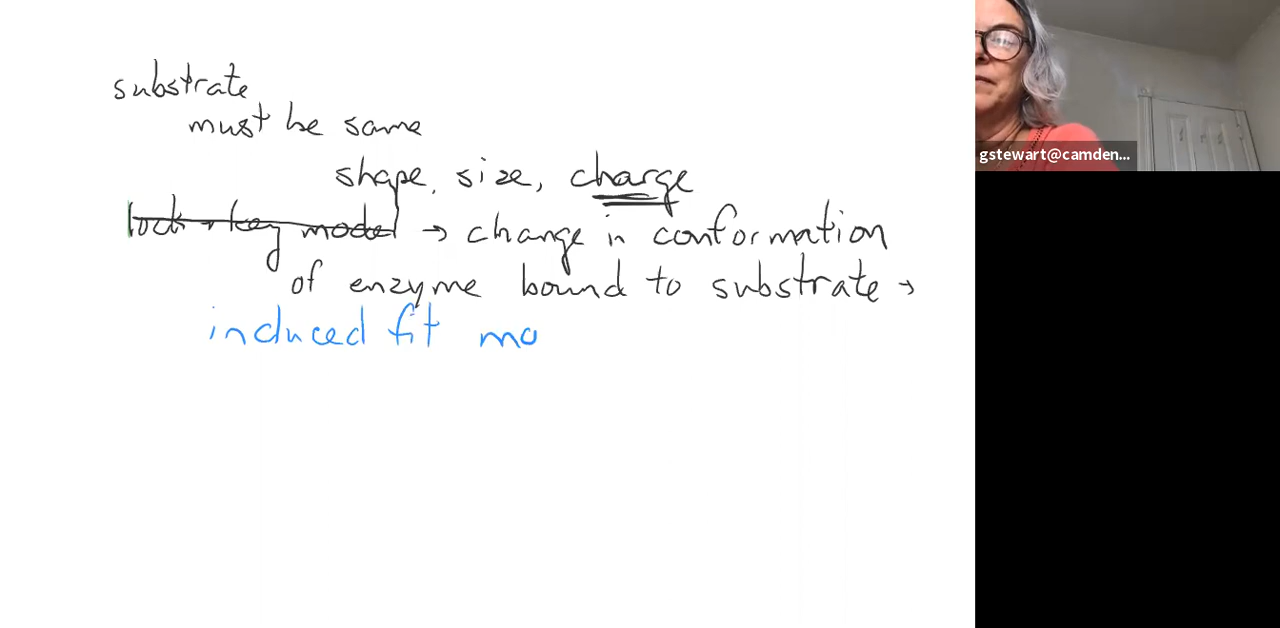 substrate
must be same
shape, size, charge
lock + key model → change in conformation
of enzyme bound to substrate →
induced fit mo
gstewart@camden...